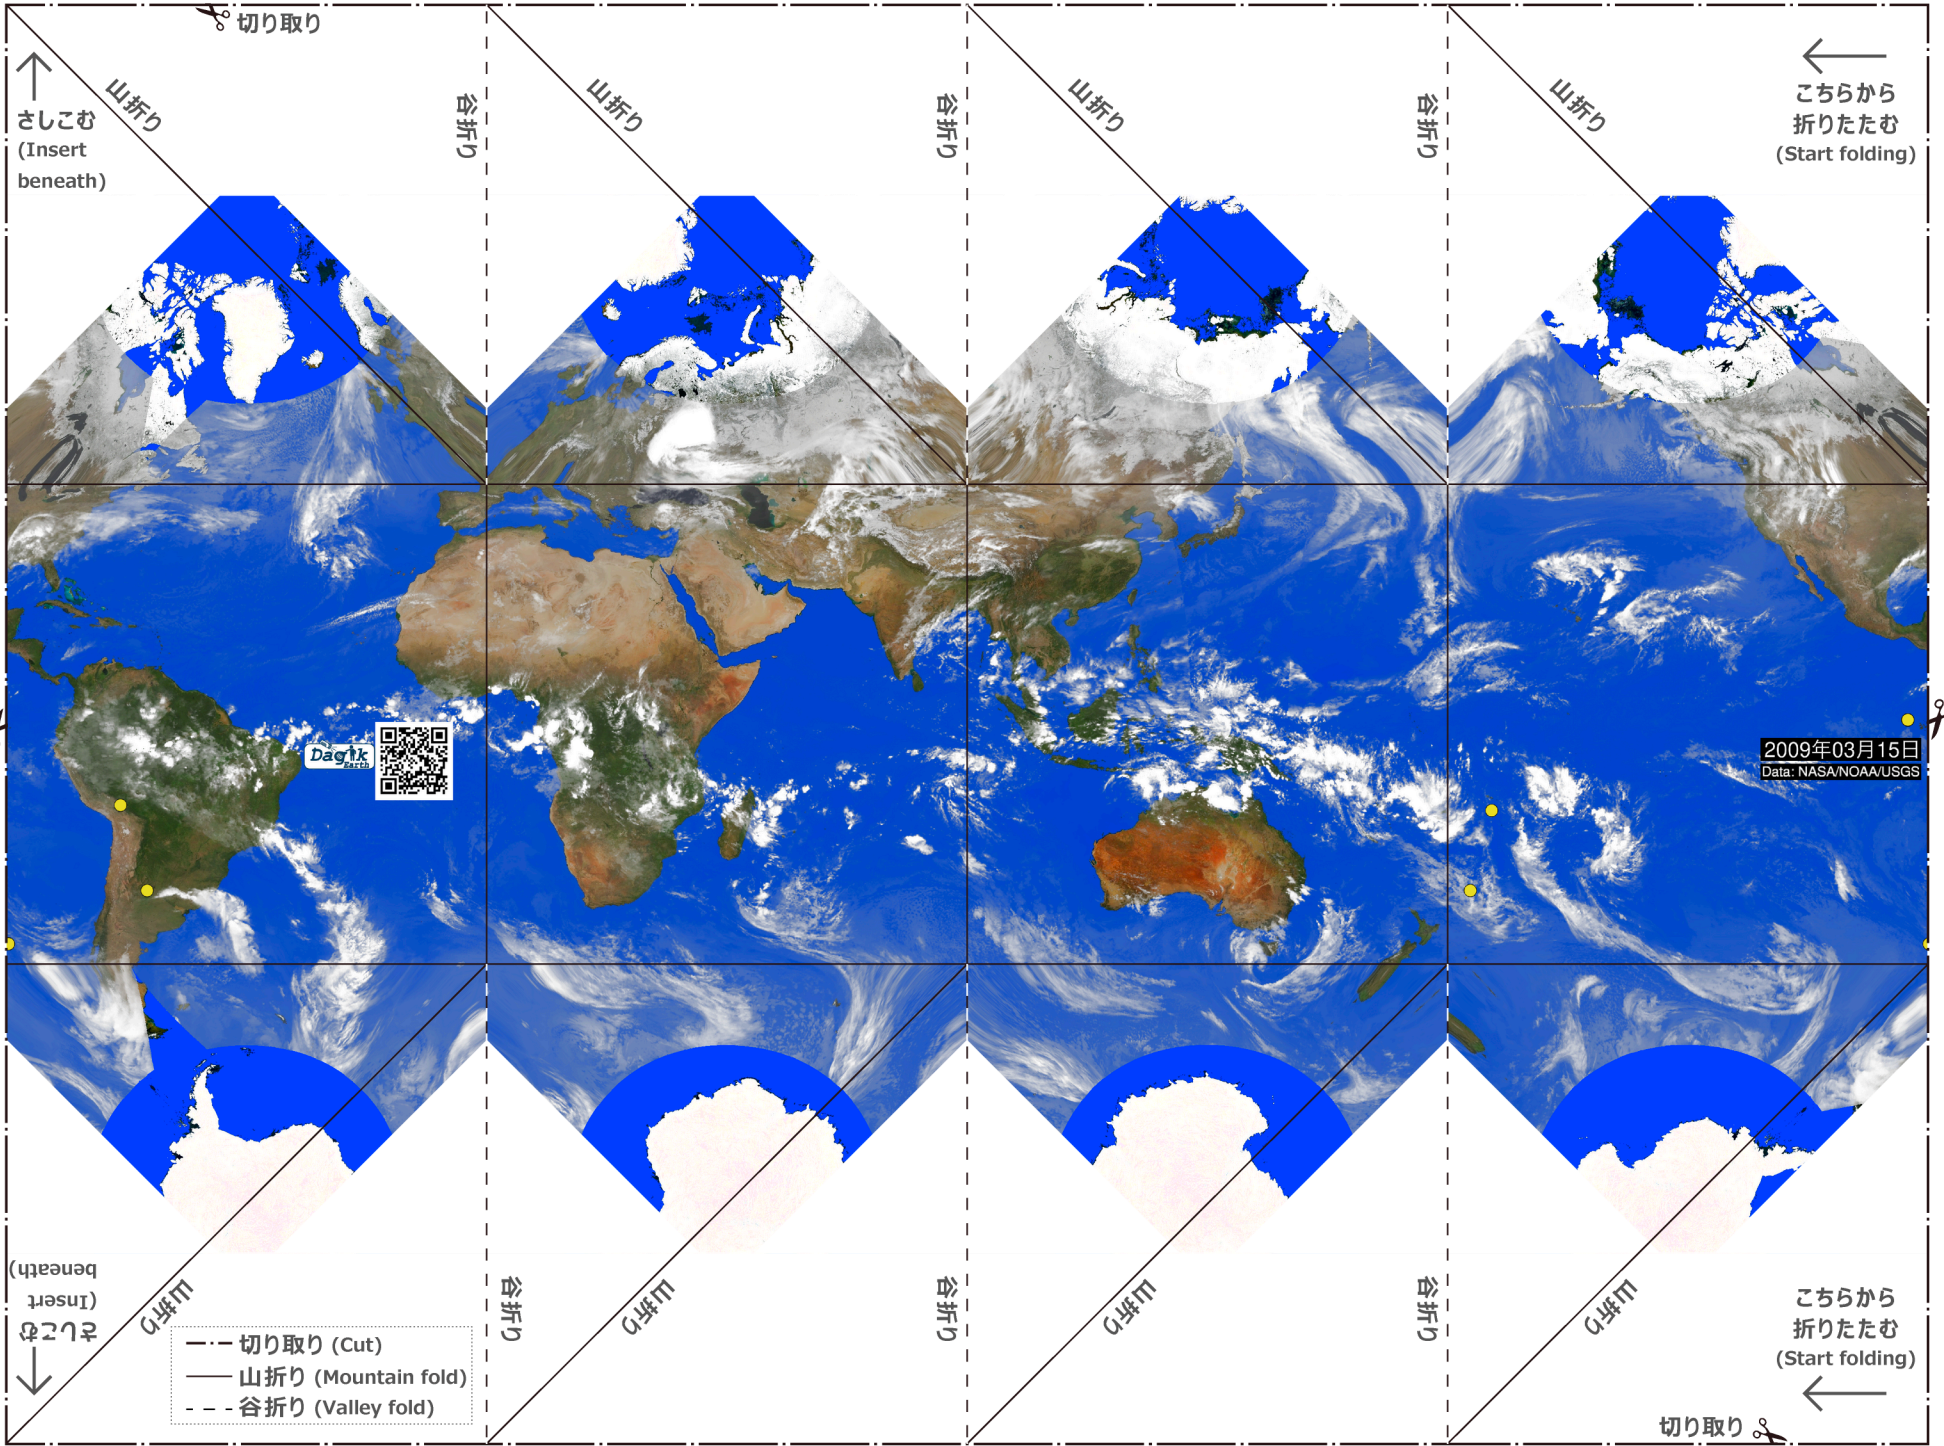 切り取り
山折り
谷折り
山折り
谷折り
山折り
谷折り
山折り
さしこむ
(Insert
beneath)
こちらから
折りたたむ
(Start folding)
Dagik
Earth
2009年03月15日
Data: NASA/NOAA/USGS
さしこむ
(Insert
beneath)
山折り
谷折り
山折り
谷折り
山折り
谷折り
山折り
切り取り (Cut)
山折り (Mountain fold)
谷折り (Valley fold)
こちらから
折りたたむ
(Start folding)
切り取り